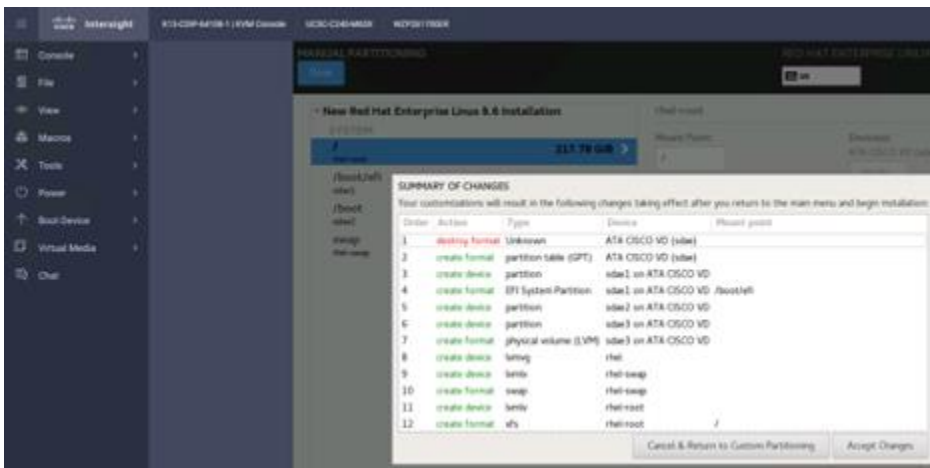 Intersight
MANUAL PARTITIONING
RED HAT ENTERPRISE LINUX
Done
us
Console
File
View
Macros
Tools
Power
Boot Device
Virtual Media
Chat
New Red Hat Enterprise Linux 8.6 Installation
SYSTEM
/
rhel-root
217.78 GiB
/boot/efi
/boot
swap
rhel-swap
rhel-root
Mount Point:
/
Device(s):
SUMMARY OF CHANGES
Your customizations will result in the following changes taking effect after you return to the main menu and begin installation:
Order Action Type Device Mount point
1 destroy format Unknown ATA CISCO VD (sdae)
2 create format partition table (GPT) ATA CISCO VD (sdae)
3 create device partition sdae1 on ATA CISCO VD
4 create format EFI System Partition sdae1 on ATA CISCO VD /boot/efi
5 create device partition sdae2 on ATA CISCO VD
6 create device partition sdae3 on ATA CISCO VD
7 create format physical volume (LVM) sdae3 on ATA CISCO VD
8 create device lvmvg rhel
9 create device lvmlv rhel-swap
10 create format swap rhel-swap
11 create device lvmlv rhel-root
12 create format xfs rhel-root /
Cancel & Return to Custom Partitioning
Accept Changes